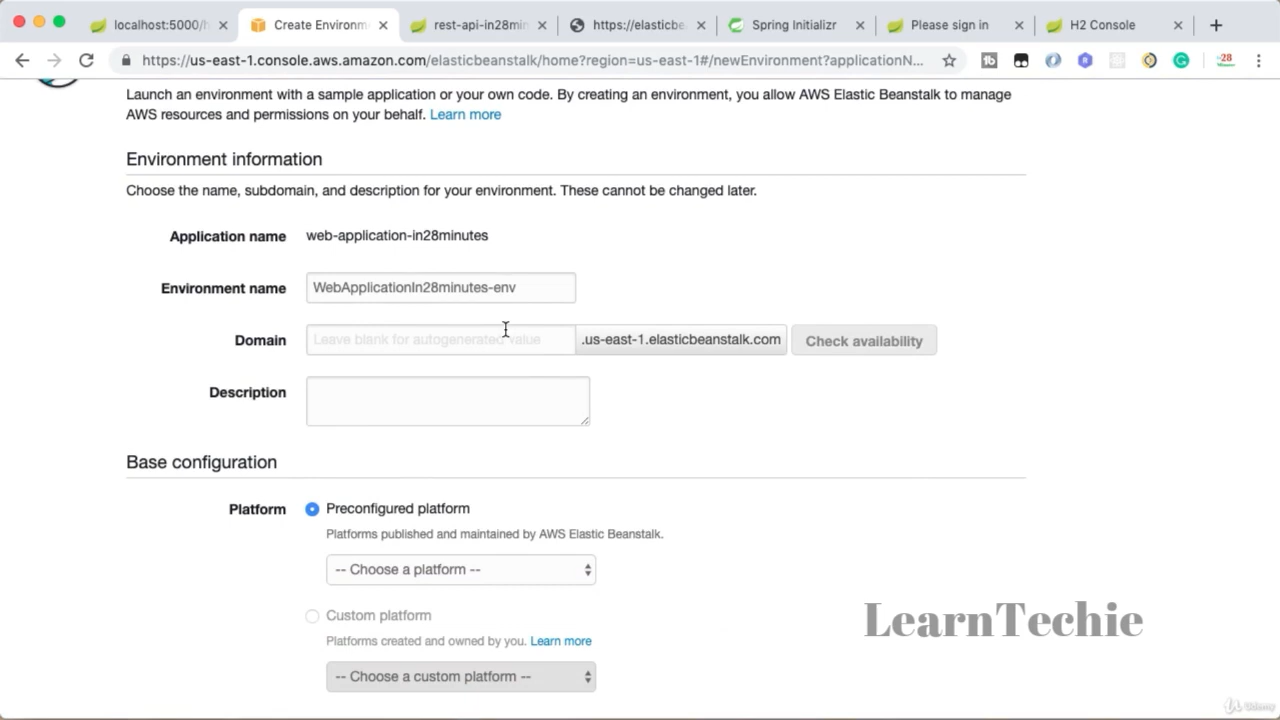 localhost:5000/h
Create Environm
rest-api-in28min
https://elasticbe
Spring Initializr
Please sign in
H2 Console
https://us-east-1.console.aws.amazon.com/elasticbeanstalk/home?region=us-east-1#/newEnvironment?applicationN...
Launch an environment with a sample application or your own code. By creating an environment, you allow AWS Elastic Beanstalk to manage
AWS resources and permissions on your behalf. Learn more
Environment information
Choose the name, subdomain, and description for your environment. These cannot be changed later.
Application name web-application-in28minutes
Environment name WebApplicationIn28minutes-env
Domain Leave blank for autogenerated value .us-east-1.elasticbeanstalk.com Check availability
Description
Base configuration
Platform Preconfigured platform
Platforms published and maintained by AWS Elastic Beanstalk.
-- Choose a platform --
Custom platform
Platforms created and owned by you. Learn more
-- Choose a custom platform --
LearnTechie
Udemy